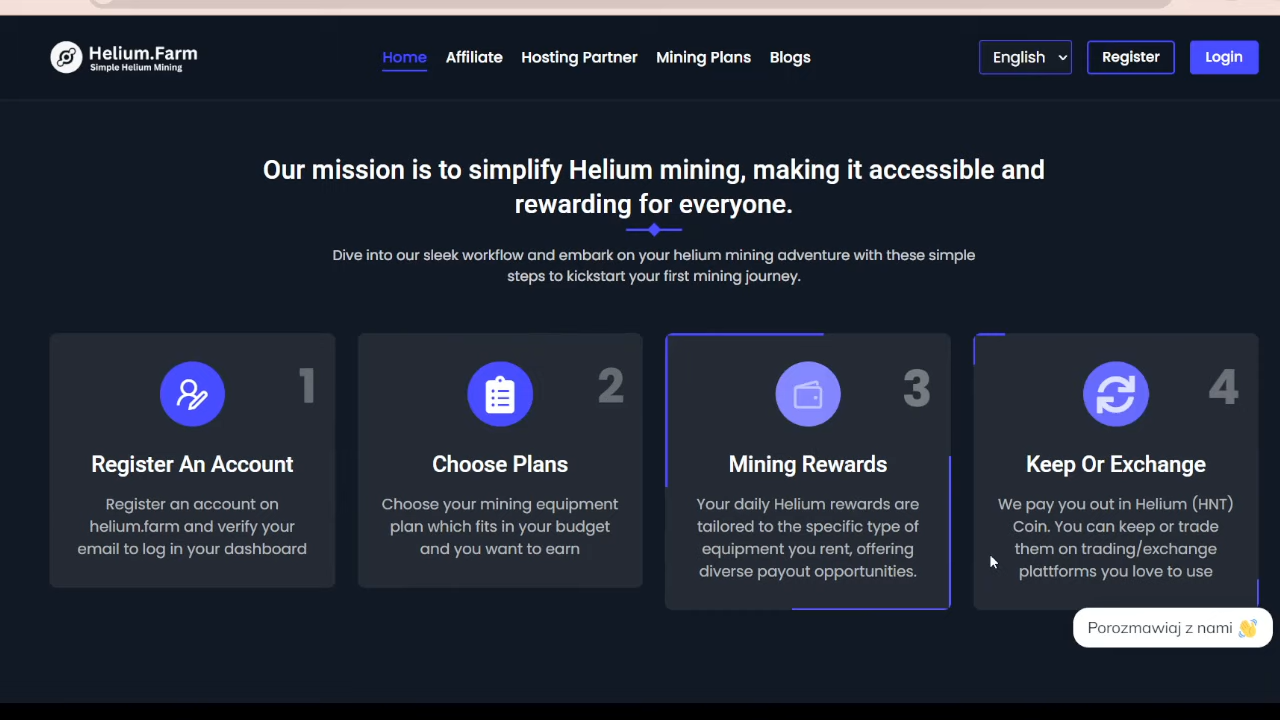 Helium.Farm
Simple Helium Mining
Home
Affiliate
Hosting Partner
Mining Plans
Blogs
English
Register
Login
Our mission is to simplify Helium mining, making it accessible and
rewarding for everyone.
Dive into our sleek workflow and embark on your helium mining adventure with these simple
steps to kickstart your first mining journey.
1
Register An Account
Register an account on
helium.farm and verify your
email to log in your dashboard
2
Choose Plans
Choose your mining equipment
plan which fits in your budget
and you want to earn
3
Mining Rewards
Your daily Helium rewards are
tailored to the specific type of
equipment you rent, offering
diverse payout opportunities.
4
Keep Or Exchange
We pay you out in Helium (HNT)
Coin. You can keep or trade
them on trading/exchange
plattforms you love to use
Porozmawiaj z nami 👋